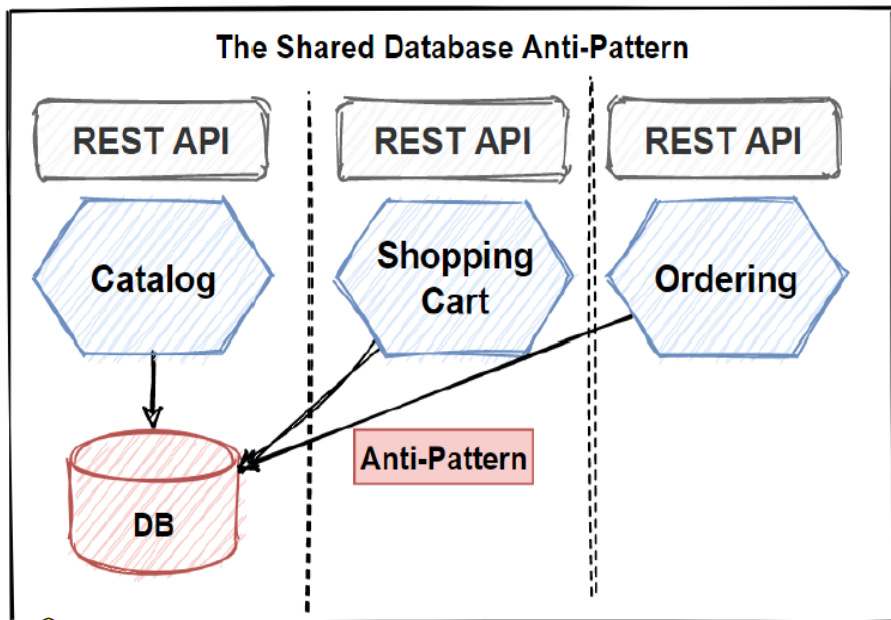 The Shared Database Anti-Pattern
REST API
REST API
REST API
Catalog
Shopping
Cart
Ordering
Anti-Pattern
DB